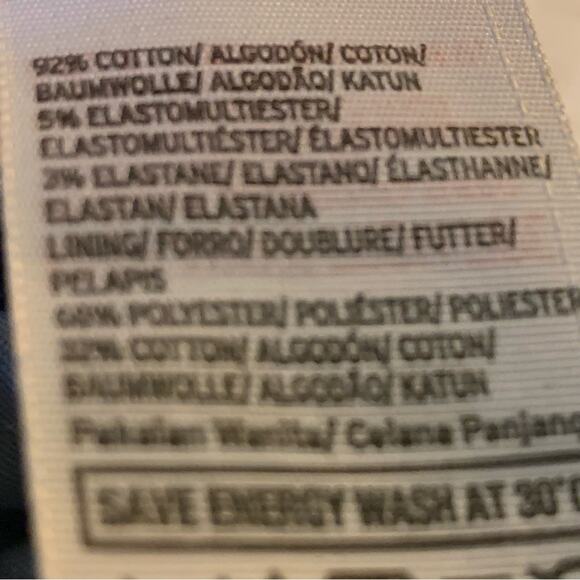 92% COTTON/ ALGODÓN/ COTON/
BAUMWOLLE/ ALGODÃO/ KATUN
5% ELASTOMULTIESTER/
ELASTOMULTIÉSTER/ ÉLASTOMULTIESTER
3% ELASTANE/ ELASTANO/ ÉLASTHANNE/
ELASTAN/ ELASTANA
LINING/ FORRO/ DOUBLURE/ FUTTER/
PELAPIS
POLYESTER/ POLIÉSTER/ POLIESTER
COTTON/ ALGODÓN/ COTON/
BAUMWOLLE/ ALGODÃO/ KATUN
Pakaian Wanita/ Celana Panjang
SAVE ENERGY WASH AT 30°